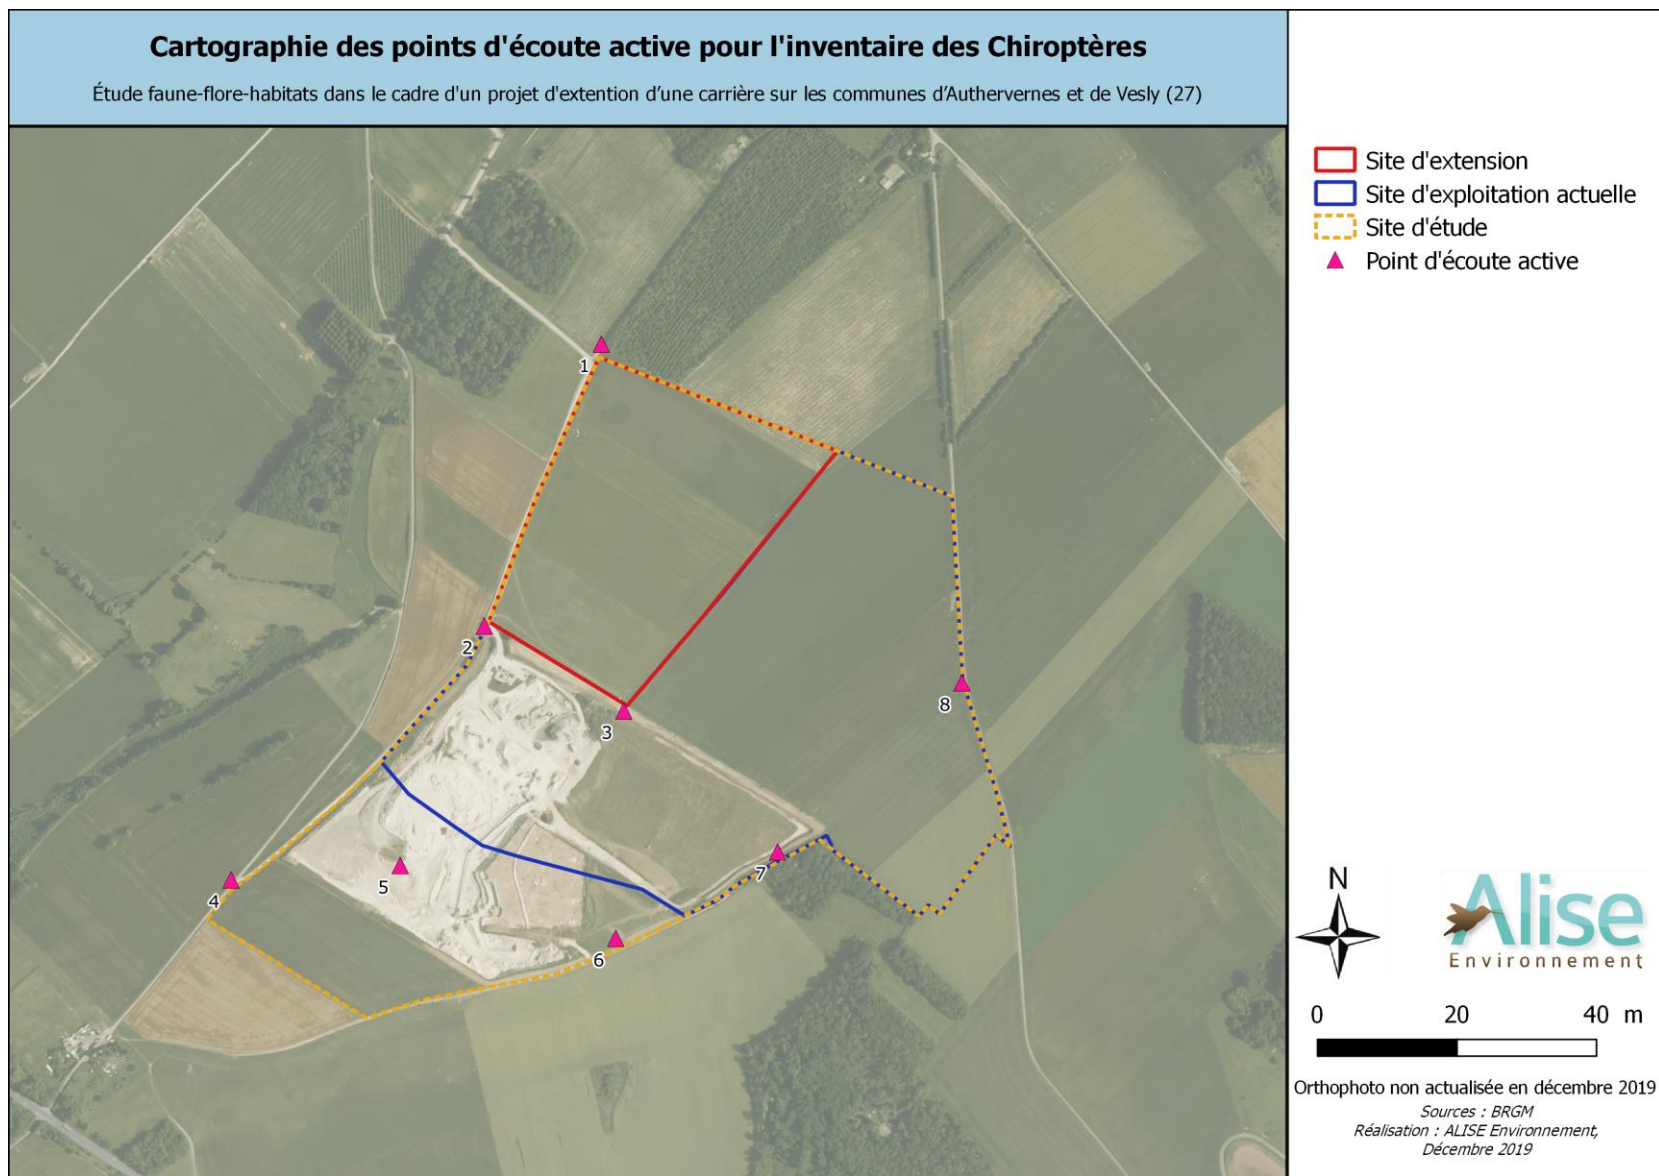 Cartographie des points d'écoute active pour l'inventaire des Chiroptères
Étude faune-flore-habitats dans le cadre d'un projet d'extention d’une carrière sur les communes d’Authervernes et de Vesly (27)
Site d'extension
Site d'exploitation actuelle
Site d'étude
Point d'écoute active
1
2
3
8
7
5
4
6
N
Alise
Environnement
0 20 40 m
Orthophoto non actualisée en décembre 2019
Sources : BRGM
Réalisation : ALISE Environnement,
Décembre 2019